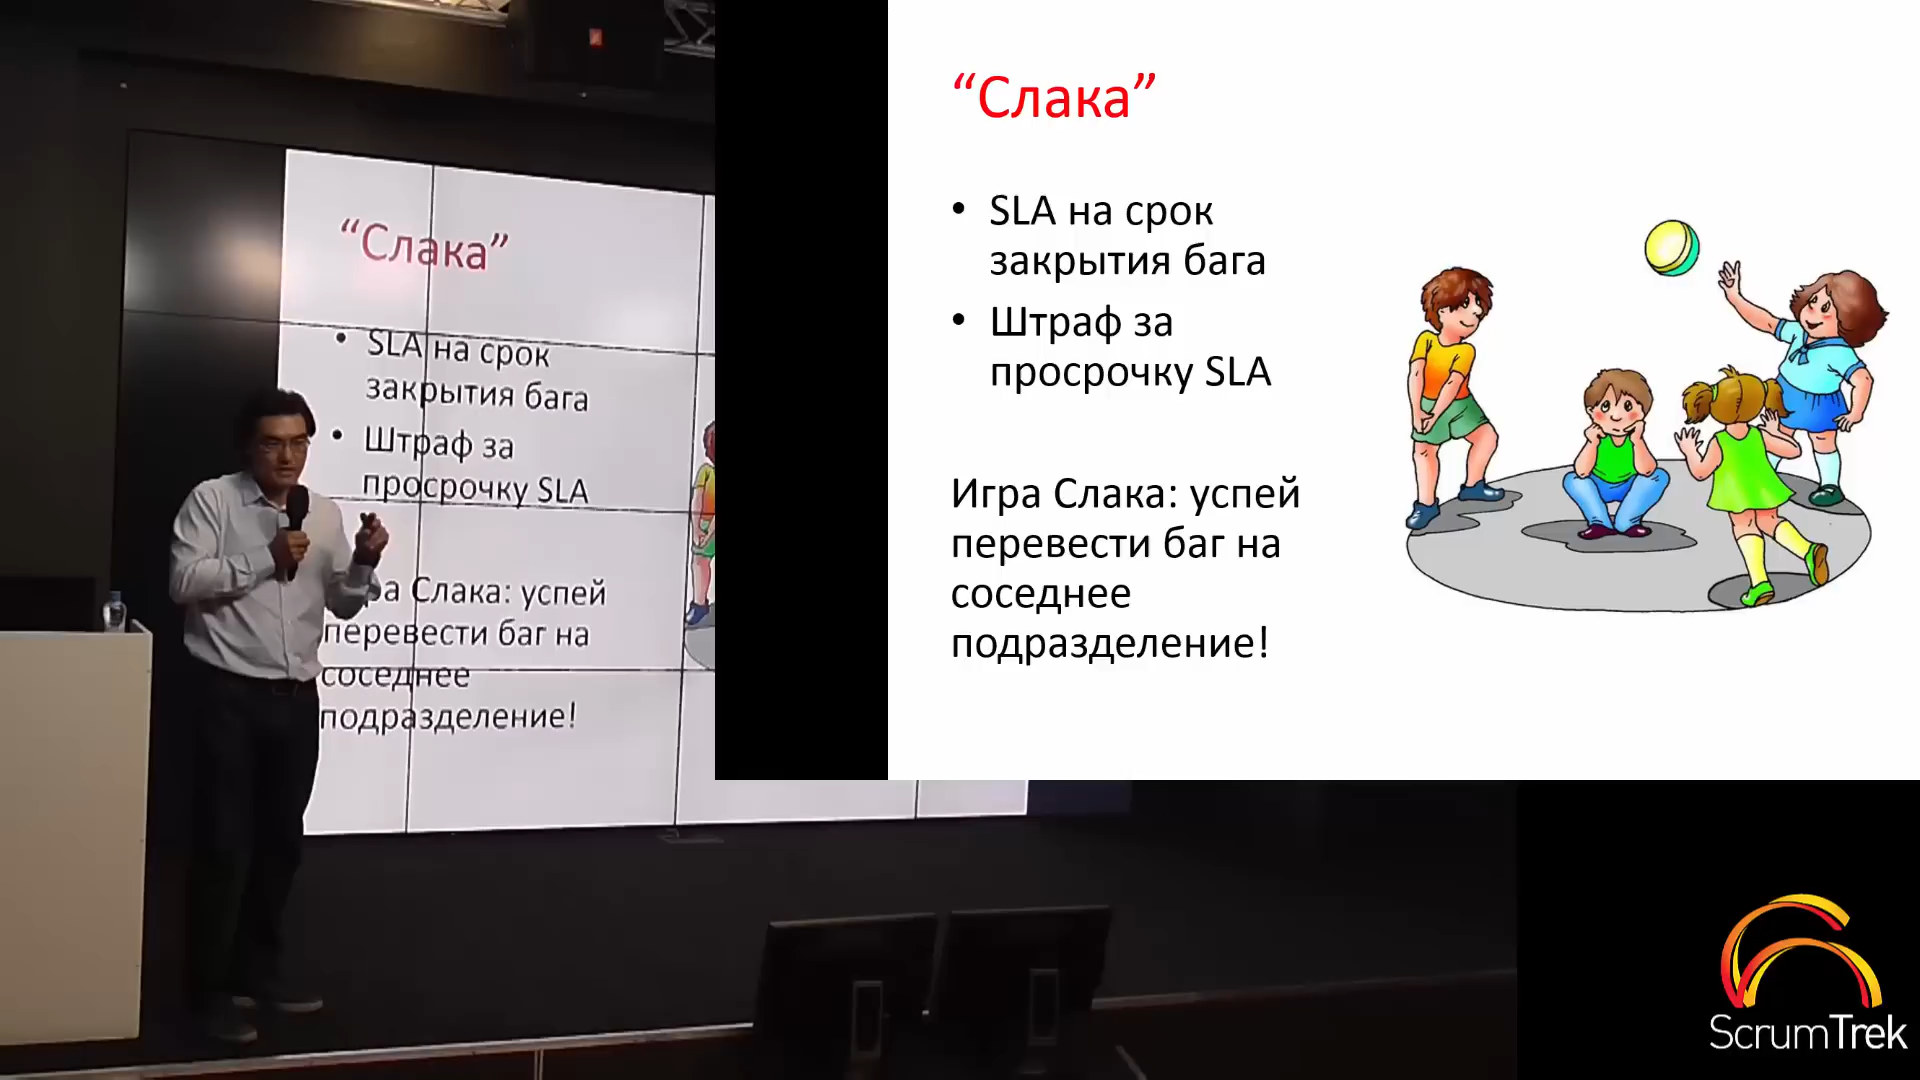 “Слака”
• SLA на срок
закрытия бага
• Штраф за
просрочку SLA
Игра Слака: успей
перевести баг на
соседнее
подразделение!
“Слака”
• SLA на срок
закрытия бага
• Штраф за
просрочку SLA
Слака: успей
перевести баг на
соседнее
подразделение!
ScrumTrek